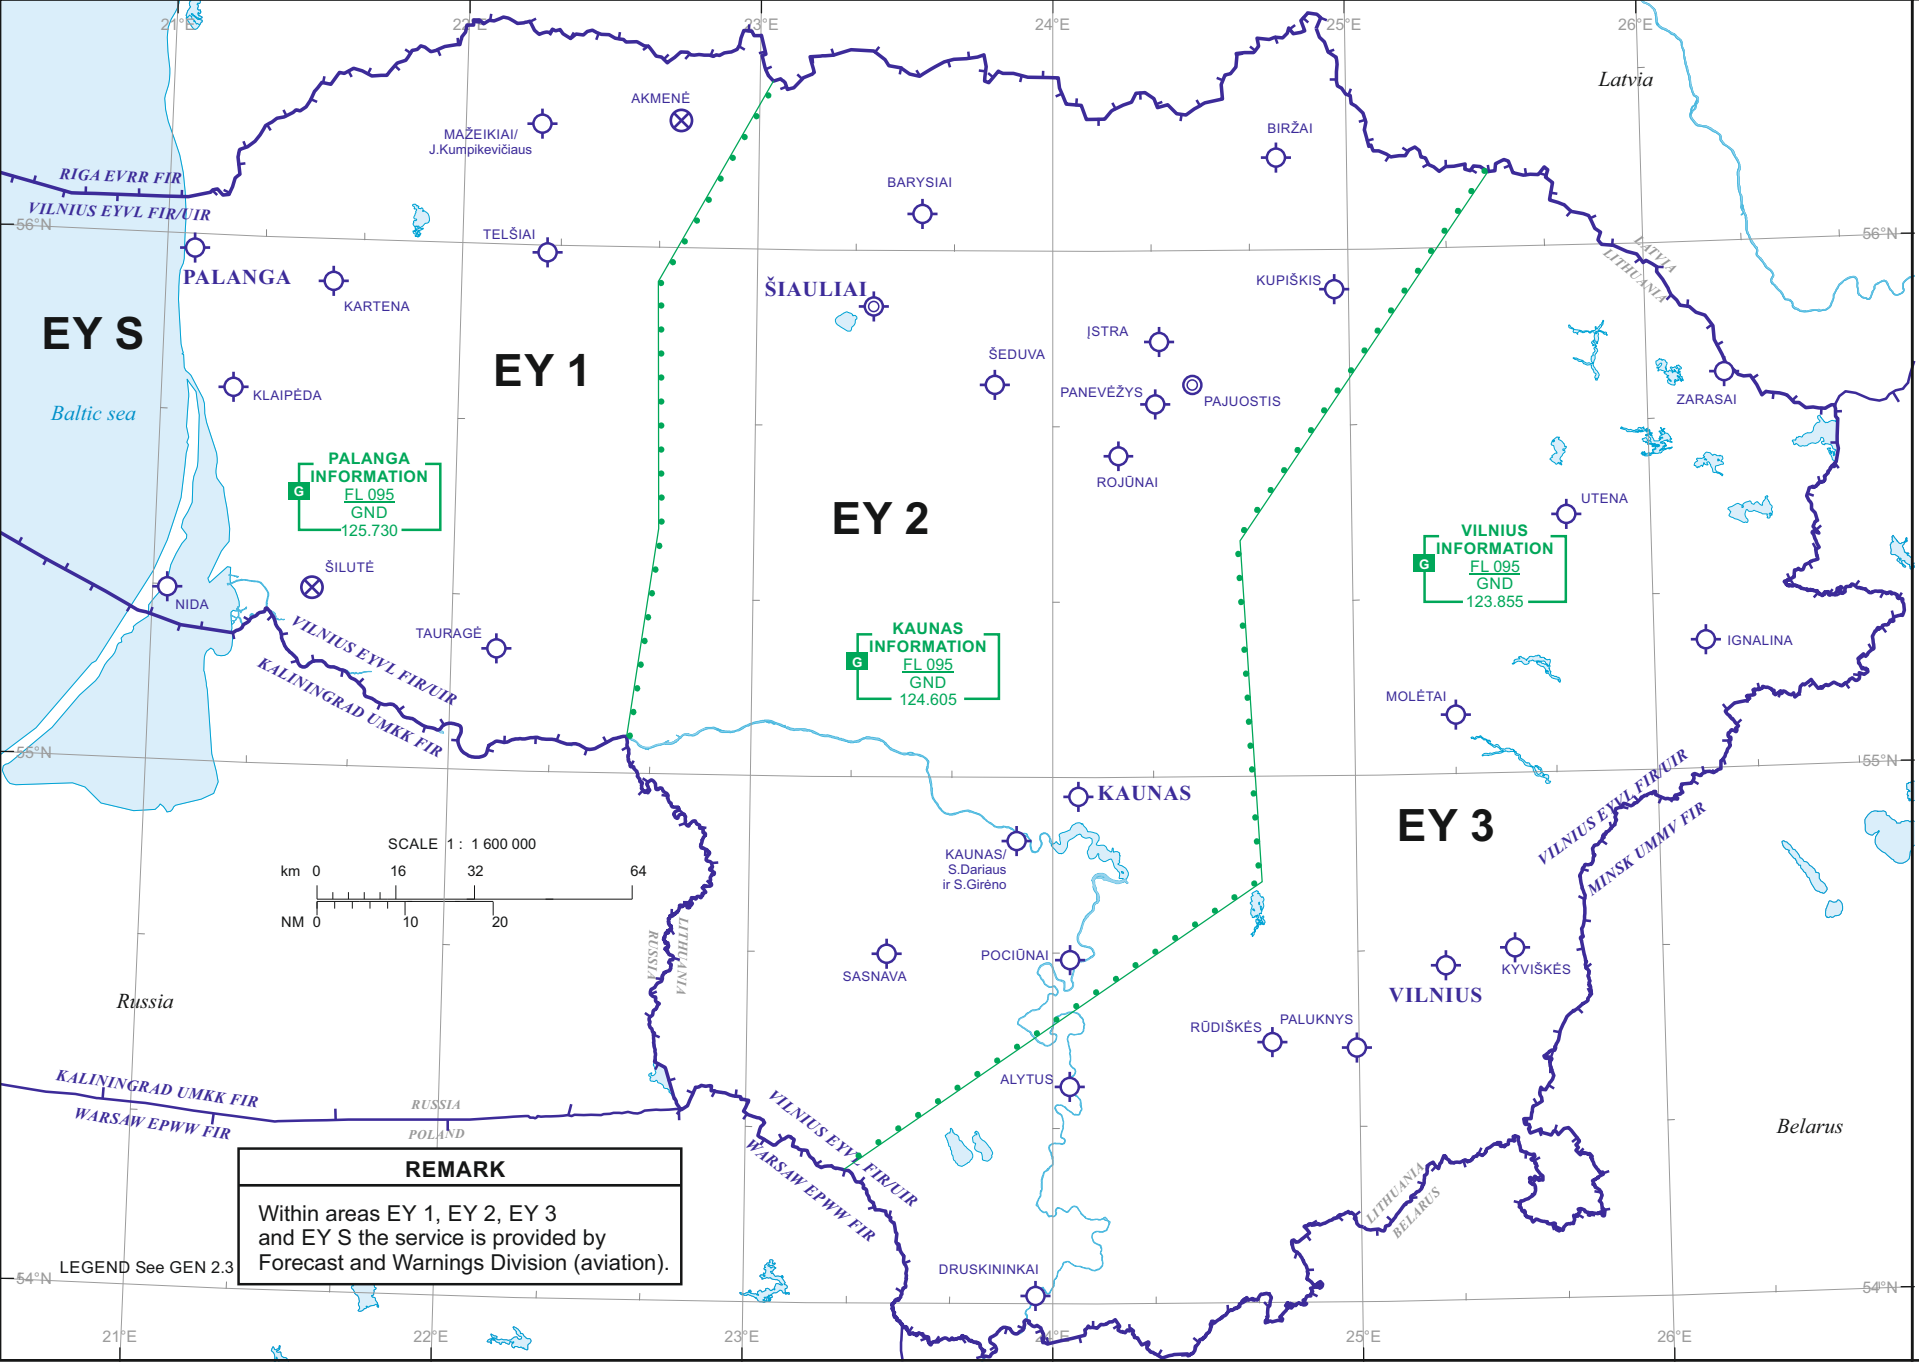 21°E
22°E
23°E
24°E
25°E
26°E
Latvia
AKMENĖ
MAŽEIKIAI/
J.Kumpikevičiaus
BIRŽAI
RIGA EVRR FIR
VILNIUS EYVL FIR/UIR
BARYSIAI
56°N
56°N
TELŠIAI
LATVIA
LITHUANIA
PALANGA
KARTENA
ŠIAULIAI
KUPIŠKIS
EY S
EY 1
ĮSTRA
ŠEDUVA
KLAIPĖDA
PANEVĖŽYS
PAJUOSTIS
ZARASAI
Baltic sea
PALANGA
INFORMATION
G
FL 095
GND
125.730
ROJŪNAI
UTENA
EY 2
VILNIUS
INFORMATION
G
FL 095
GND
123.855
ŠILUTĖ
NIDA
VILNIUS EYVL FIR/UIR
KALININGRAD UMKK FIR
TAURAGĖ
KAUNAS
INFORMATION
G
FL 095
GND
124.605
IGNALINA
MOLĖTAI
55°N
55°N
KAUNAS
VILNIUS EYVL FIR/UIR
MINSK UMMV FIR
EY 3
SCALE 1 : 1 600 000
km 0 16 32 64
NM 0 10 20
KAUNAS/
S.Dariaus
ir S.Girėno
RUSSIA
LITHUANIA
SASNAVA
POCIŪNAI
KYVIŠKĖS
VILNIUS
Russia
RŪDIŠKĖS
PALUKNYS
ALYTUS
KALININGRAD UMKK FIR
WARSAW EPWW FIR
RUSSIA
POLAND
VILNIUS EYVL FIR/UIR
WARSAW EPWW FIR
Belarus
LITHUANIA
BELARUS
REMARK
Within areas EY 1, EY 2, EY 3
and EY S the service is provided by
Forecast and Warnings Division (aviation).
LEGEND See GEN 2.3
54°N
54°N
DRUSKININKAI
21°E
22°E
23°E
24°E
25°E
26°E